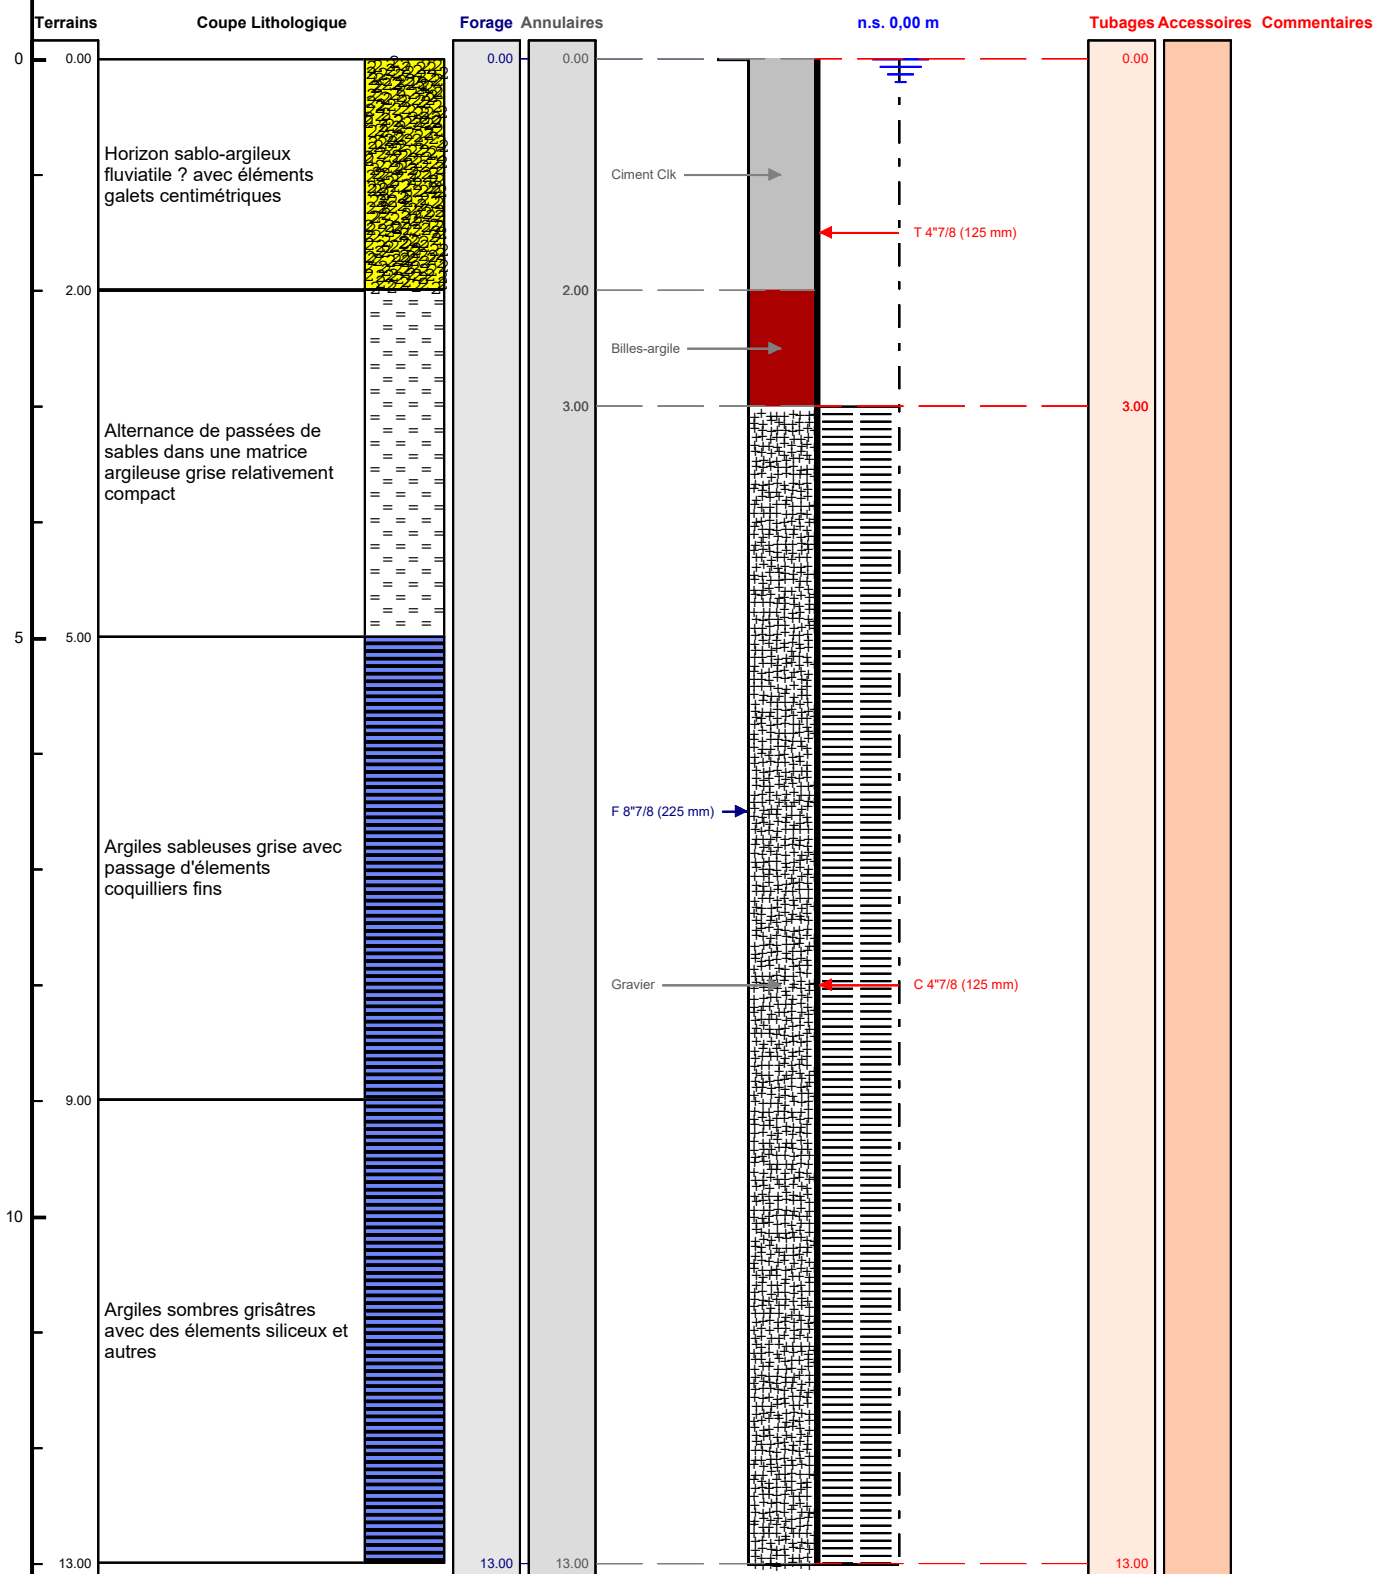 Terrains Coupe Lithologique Forage Annulaires n.s. 0,00 m Tubages Accessoires Commentaires
0 0.00 0.00 0.00 0.00
Horizon sablo-argileux
fluviatile ? avec éléments
galets centimétriques
Ciment Clk
T 4"7/8 (125 mm)
2.00 2.00
Billes-argile
3.00 3.00
Alternance de passées de
sables dans une matrice
argileuse grise relativement
compact
5 5.00
F 8"7/8 (225 mm)
Argiles sableuses grise avec
passage d'élements
coquilliers fins
Gravier C 4"7/8 (125 mm)
9.00
10
Argiles sombres grisâtres
avec des élements siliceux et
autres
13.00 13.00 13.00 13.00